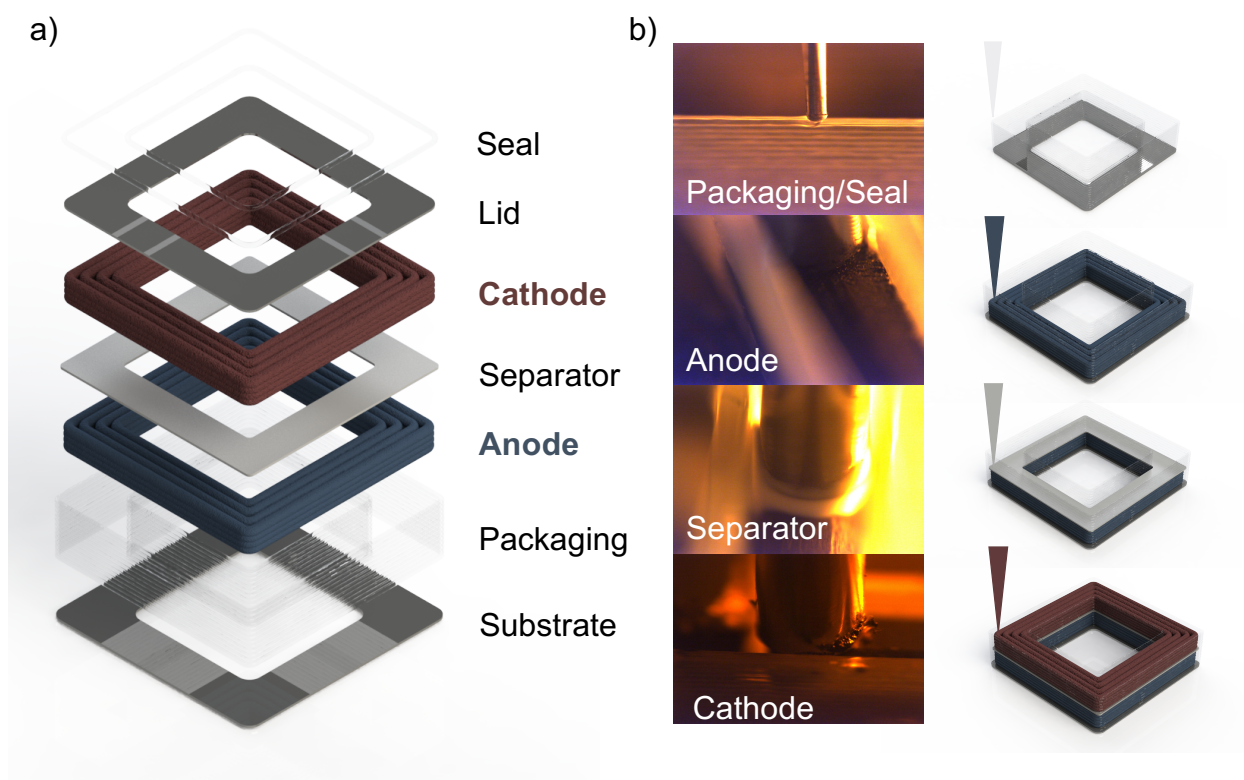 a)
Seal
Lid
Cathode
Separator
Anode
Packaging
Substrate
b)
Packaging/Seal
Anode
Separator
Cathode